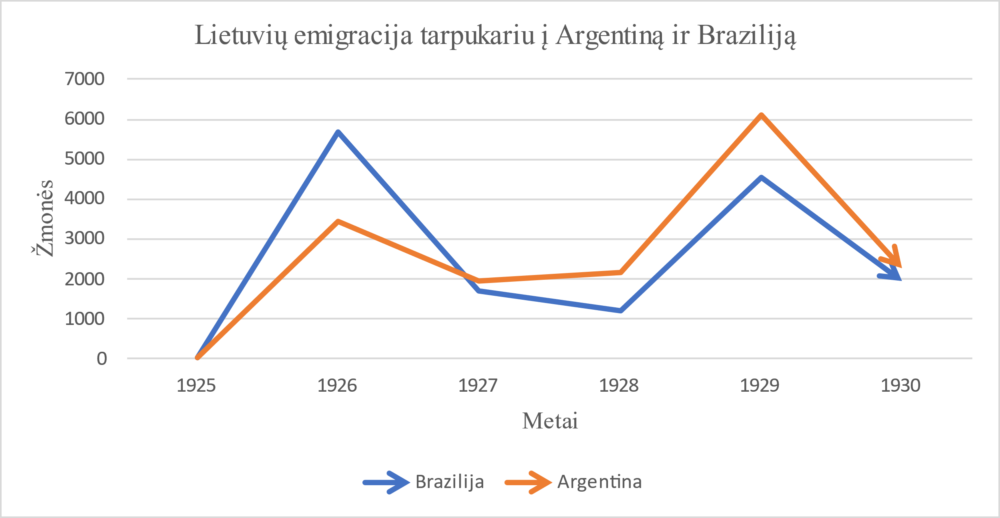 Lietuvių emigracija tarpukariu į Argentiną ir Braziliją
7000
6000
5000
4000
3000
2000
1000
0
Žmonės
1925 1926 1927 1928 1929 1930
Metai
Brazilija Argentina